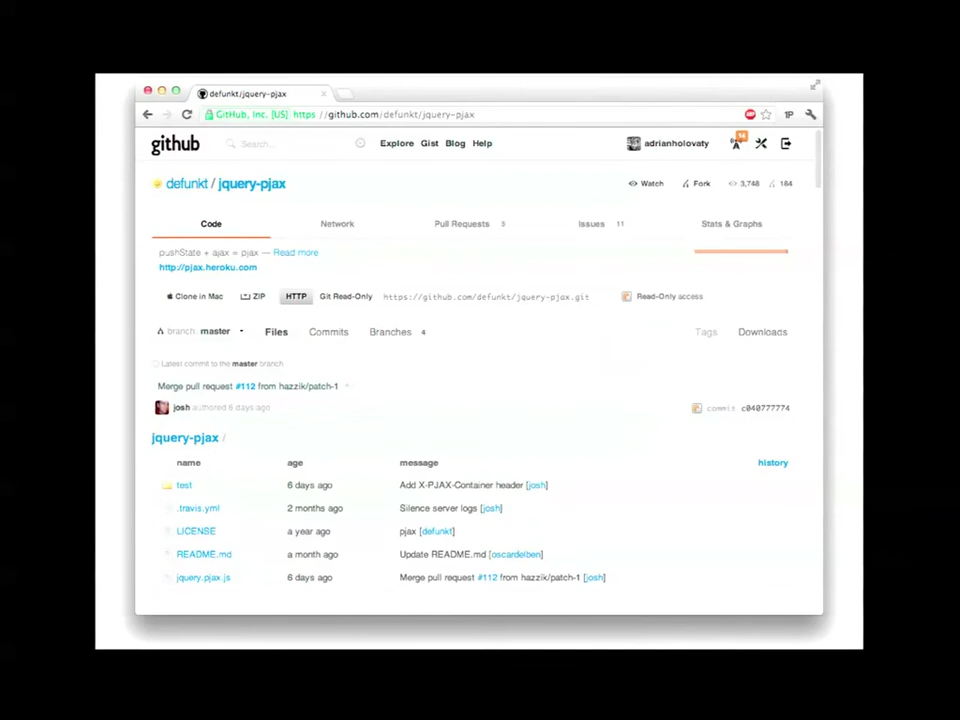 defunkt/jquery-pjax
GitHub, Inc. [US] https://github.com/defunkt/jquery-pjax
1P
github Search... Explore Gist Blog Help adrianholovaty
defunkt / jquery-pjax Watch Fork 3,748 184
Code Network Pull Requests 5 Issues 11 Stats & Graphs
pushState + ajax = pjax — Read more
http://pjax.heroku.com
Clone in Mac ZIP HTTP Git Read-Only https://github.com/defunkt/jquery-pjax.git Read-Only access
branch: master Files Commits Branches 4 Tags Downloads
Latest commit to the master branch
Merge pull request #112 from hazzik/patch-1
josh authored 6 days ago commit c040777774
jquery-pjax /
name age message history
test 6 days ago Add X-PJAX-Container header [josh]
.travis.yml 2 months ago Silence server logs [josh]
LICENSE a year ago pjax [defunkt]
README.md a month ago Update README.md [oscardelben]
jquery.pjax.js 6 days ago Merge pull request #112 from hazzik/patch-1 [josh]